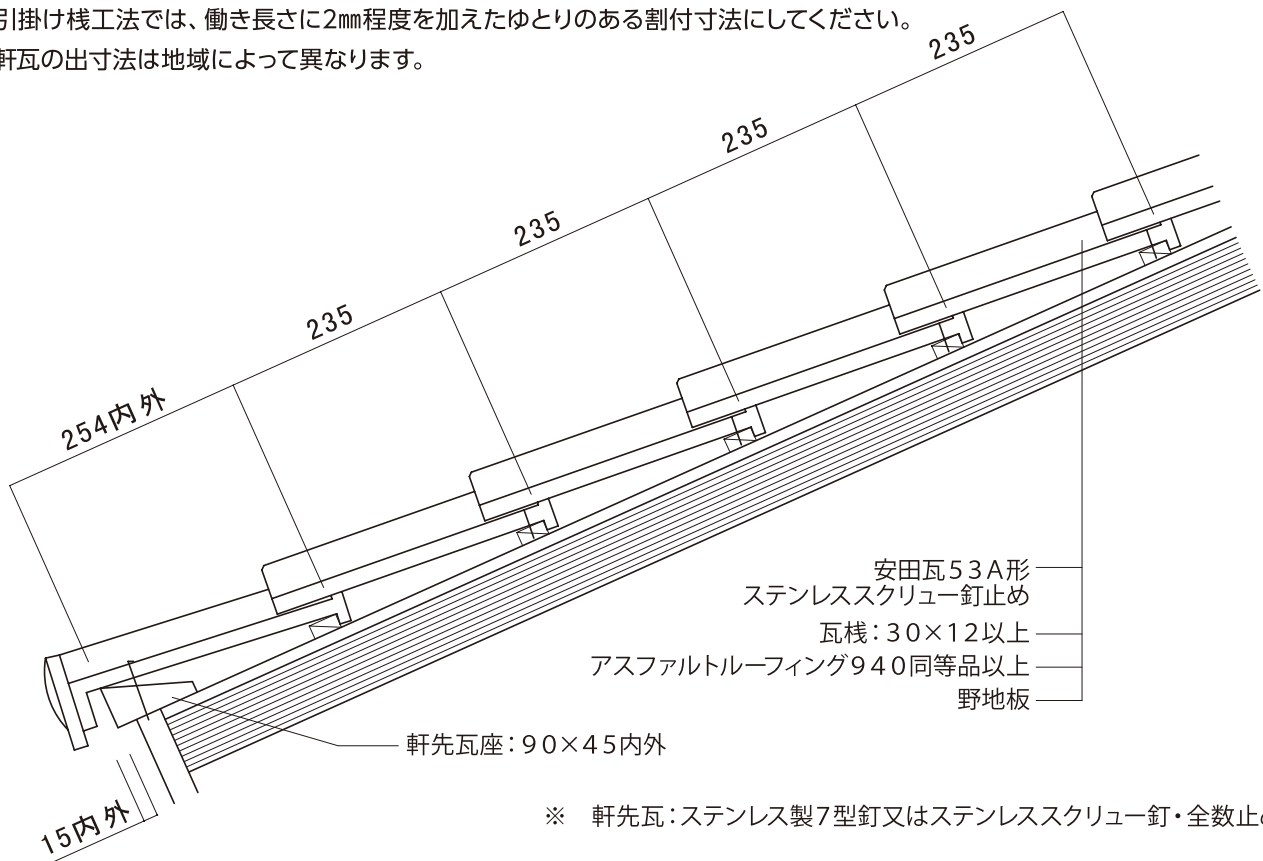 引掛け桟工法では、働き長さに2㎜程度を加えたゆとりのある割付寸法にしてください。
軒瓦の出寸法は地域によって異なります。
235
235
235
235
254内外
安田瓦53A形
ステンレススクリュー釘止め
瓦桟：30×12以上
アスファルトルーフィング940同等品以上
野地板
軒先瓦座：90×45内外
15内外
※　軒先瓦：ステンレス製7型釘又はステンレススクリュー釘・全数止